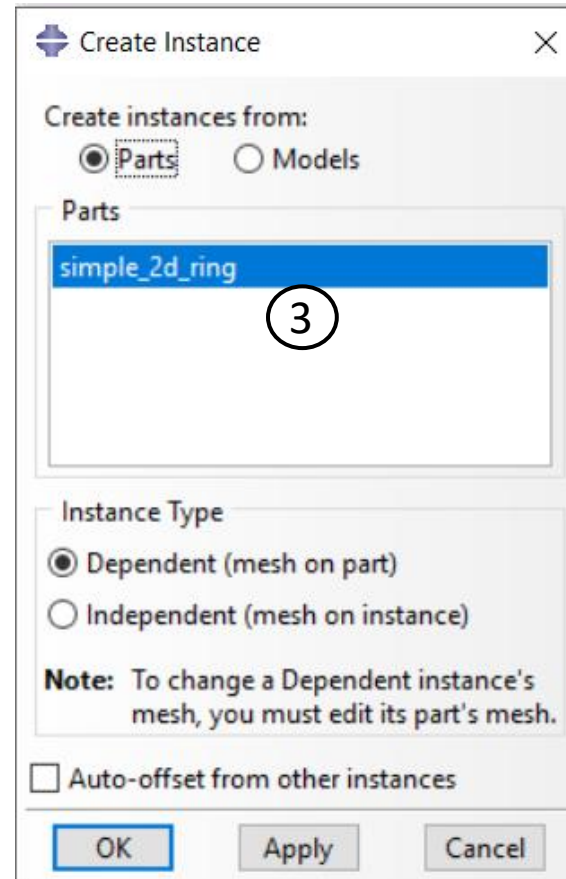 Create Instance
Create instances from:
Parts Models
Parts
simple_2d_ring
3
Instance Type
Dependent (mesh on part)
Independent (mesh on instance)
Note: To change a Dependent instance's
mesh, you must edit its part's mesh.
Auto-offset from other instances
OK Apply Cancel